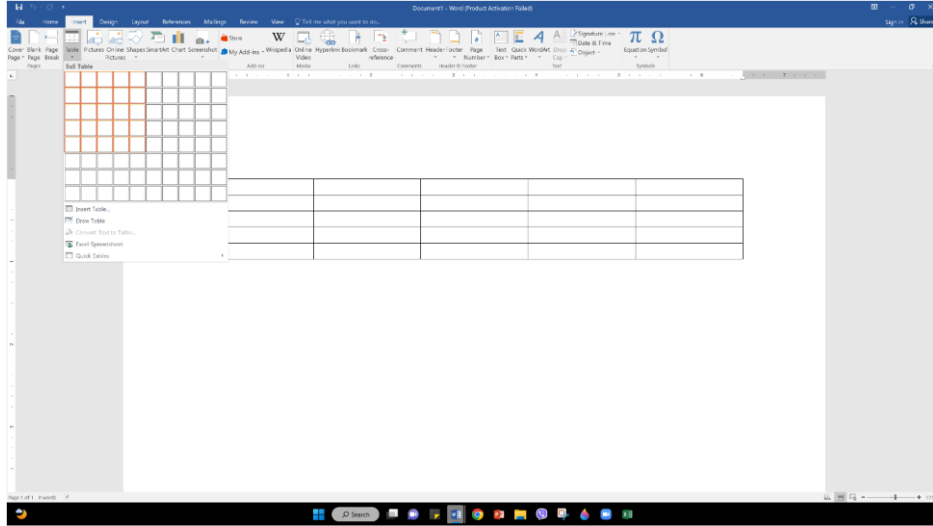 Document1 - Word (Product Activation Failed)
File Home Insert Design Layout References Mailings Review View Tell me what you want to do... Sign in Share
Cover Page Blank Page Page Break Table Pictures Online Pictures Shapes SmartArt Chart Screenshot Store My Add-ins Wikipedia Online Video Hyperlink Bookmark Cross-reference Comment Header Footer Page Number Text Box Quick Parts WordArt Drop Cap Signature Line Date & Time Object Equation Symbol
Pages Add-ins Media Links Comments Header & Footer Text Symbols
5x5 Table
Insert Table...
Draw Table
Convert Text to Table...
Excel Spreadsheet
Quick Tables
Page 1 of 1 0 words
Search